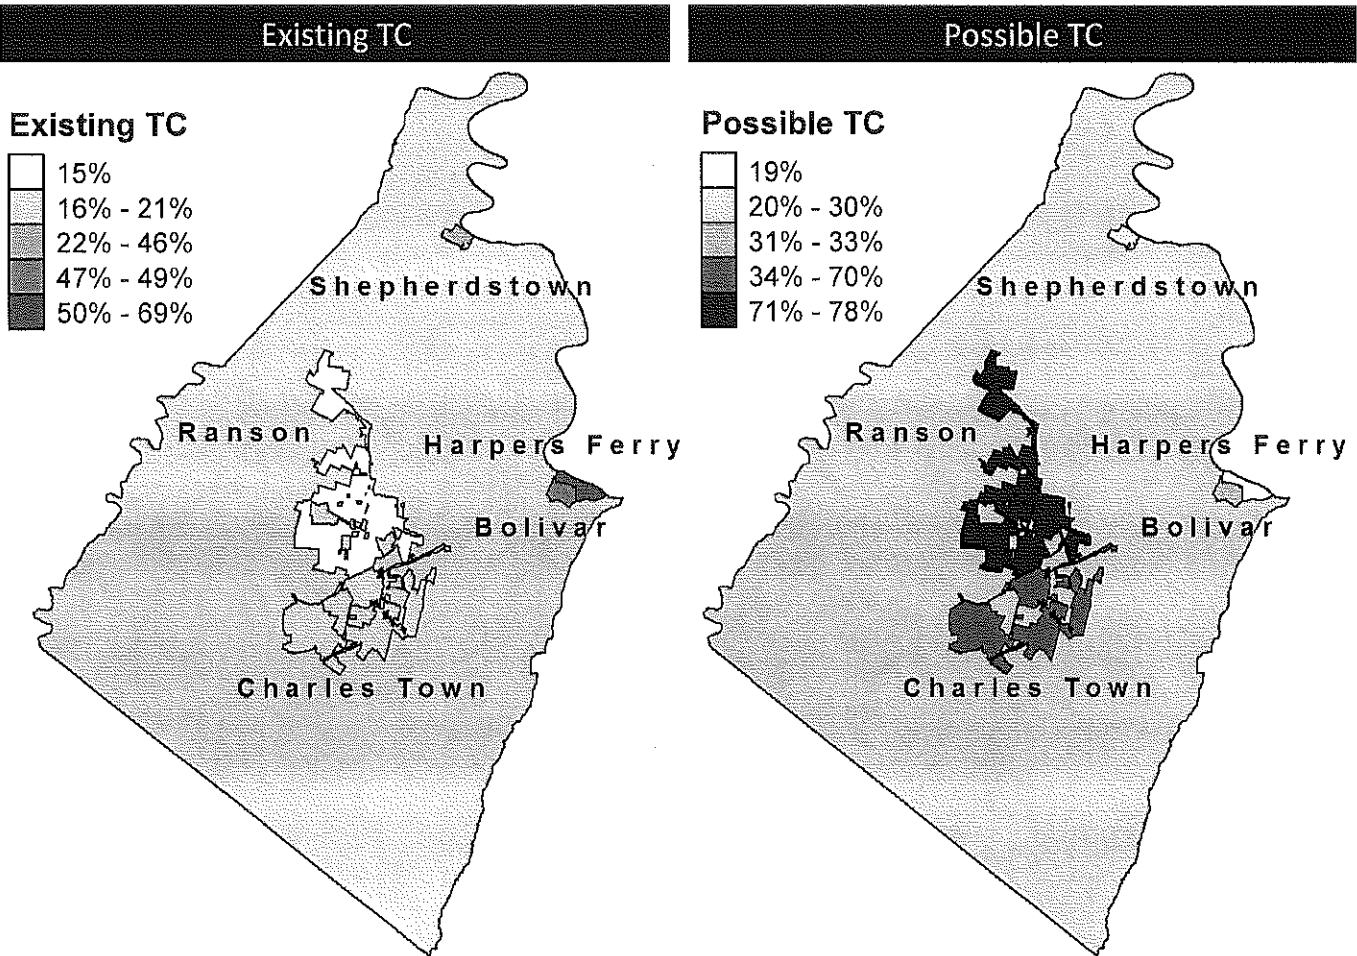 Existing TC
Existing TC
15%
16% - 21%
22% - 46%
47% - 49%
50% - 69%
Shepherdstown
Ranson
Harpers Ferry
Bolivar
Charles Town
Possible TC
Possible TC
19%
20% - 30%
31% - 33%
34% - 70%
71% - 78%
Shepherdstown
Ranson
Harpers Ferry
Bolivar
Charles Town